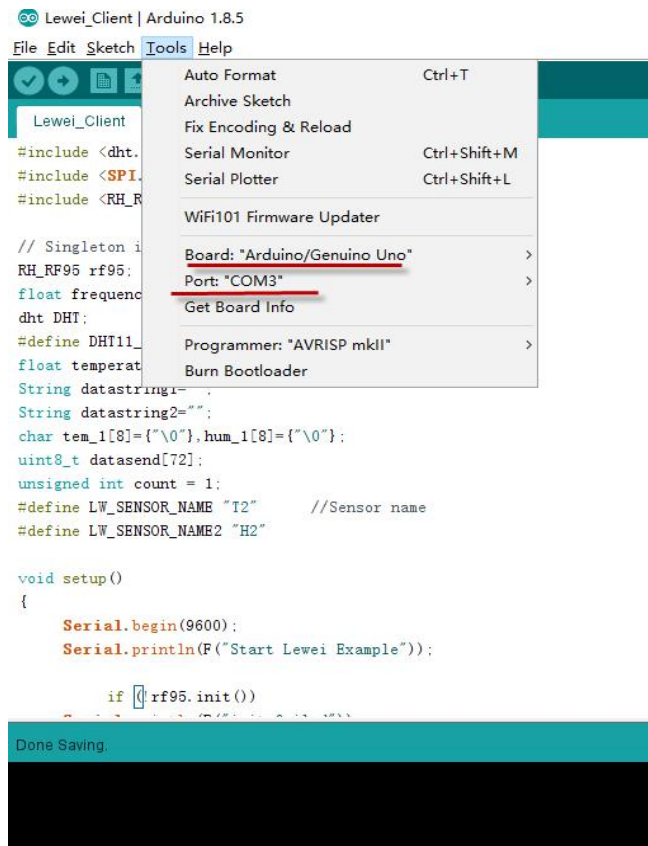 Lewei_Client | Arduino 1.8.5
File Edit Sketch Tools Help
Auto Format Ctrl+T
Archive Sketch
Fix Encoding & Reload
Serial Monitor Ctrl+Shift+M
Serial Plotter Ctrl+Shift+L
WiFi101 Firmware Updater
Board: "Arduino/Genuino Uno"
Port: "COM3"
Get Board Info
Programmer: "AVRISP mkII"
Burn Bootloader
Lewei_Client
#include <dht.
#include <SPI.
#include <RH_R
// Singleton i
RH_RF95 rf95;
float frequenc
dht DHT;
#define DHT11_
float temperat
String datastring1="";
String datastring2="";
char tem_1[8]={"\0"},hum_1[8]={"\0"};
uint8_t datasend[72];
unsigned int count = 1;
#define LW_SENSOR_NAME "T2" //Sensor name
#define LW_SENSOR_NAME2 "H2"
void setup()
{
Serial.begin(9600);
Serial.println(F("Start Lewei Example"));
if (!rf95.init())
Done Saving.